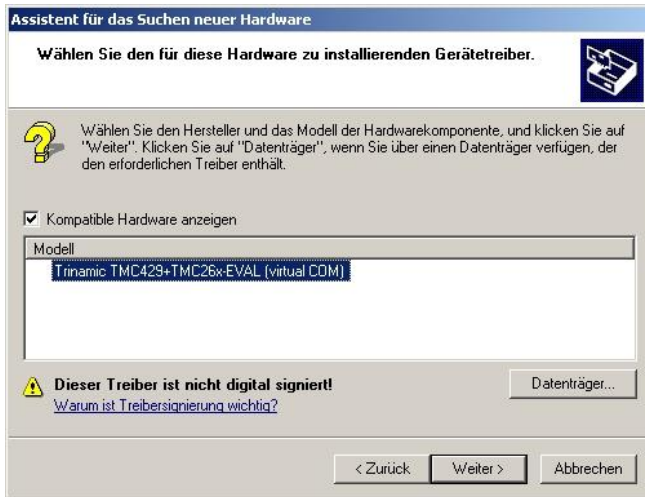 Assistent für das Suchen neuer Hardware
Wählen Sie den für diese Hardware zu installierenden Gerätetreiber.
Wählen Sie den Hersteller und das Modell der Hardwarekomponente, und klicken Sie auf
"Weiter". Klicken Sie auf "Datenträger", wenn Sie über einen Datenträger verfügen, der
den erforderlichen Treiber enthält.
Kompatible Hardware anzeigen
Modell
Trinamic TMC429+TMC26x-EVAL (virtual COM)
Dieser Treiber ist nicht digital signiert!
Warum ist Treibersignierung wichtig?
Datenträger...
< Zurück
Weiter >
Abbrechen